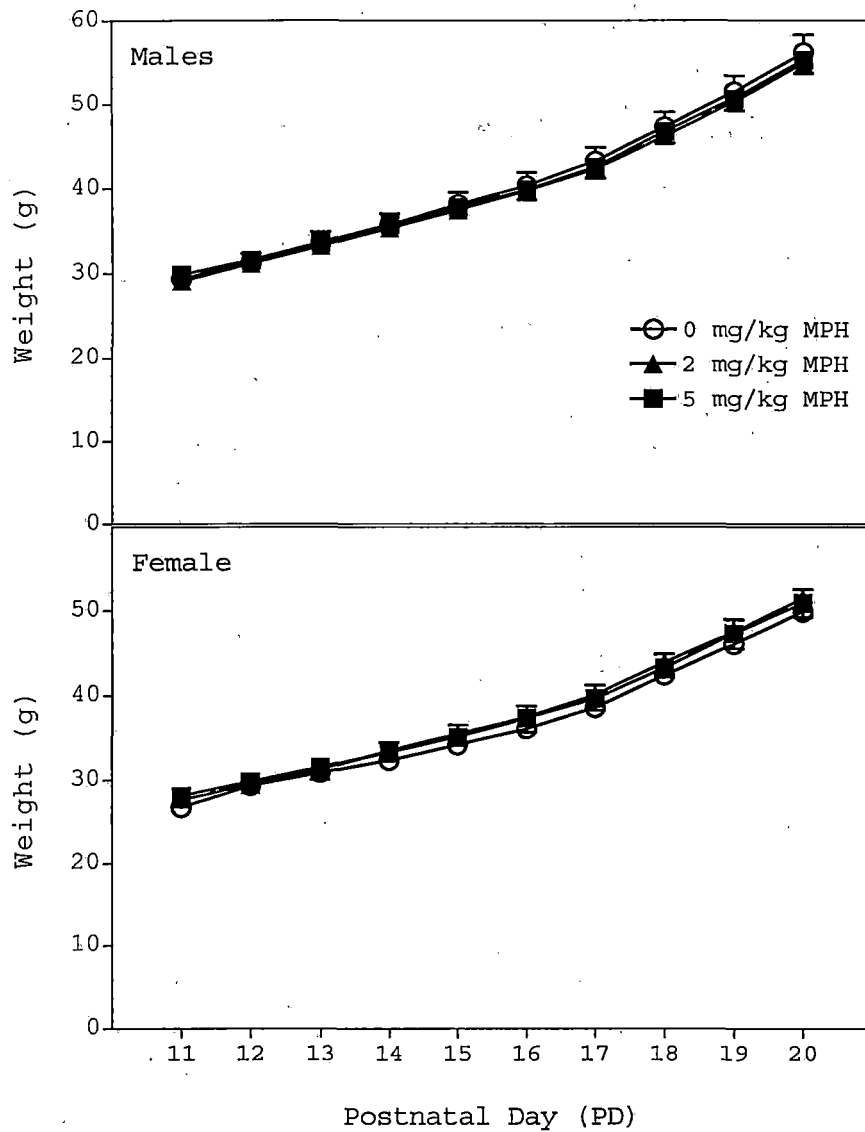 Males
Weight (g)
60
50
40
30
20
10
0
0 mg/kg MPH
2 mg/kg MPH
5 mg/kg MPH
Female
Weight (g)
50
40
30
20
10
0
11 12 13 14 15 16 17 18 19 20
Postnatal Day (PD)